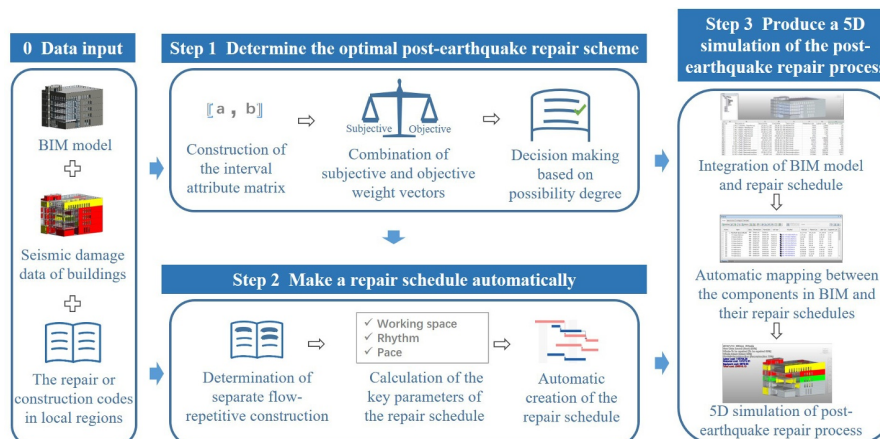 0 Data input
BIM model
Seismic damage
data of buildings
The repair or
construction codes
in local regions
Step 1 Determine the optimal post-earthquake repair scheme
[a , b]
Construction of
the interval
attribute matrix
Subjective Objective
Combination of
subjective and objective
weight vectors
Decision making
based on
possibility degree
Step 2 Make a repair schedule automatically
Determination of
separate flow-
repetitive construction
✓ Working space
✓ Rhythm
✓ Pace
Calculation of the
key parameters of
the repair schedule
Automatic
creation of the
repair schedule
Step 3 Produce a 5D
simulation of the post-
earthquake repair process
Integration of BIM model
and repair schedule
Automatic mapping between
the components in BIM and
their repair schedules
5D simulation of post-
earthquake repair process